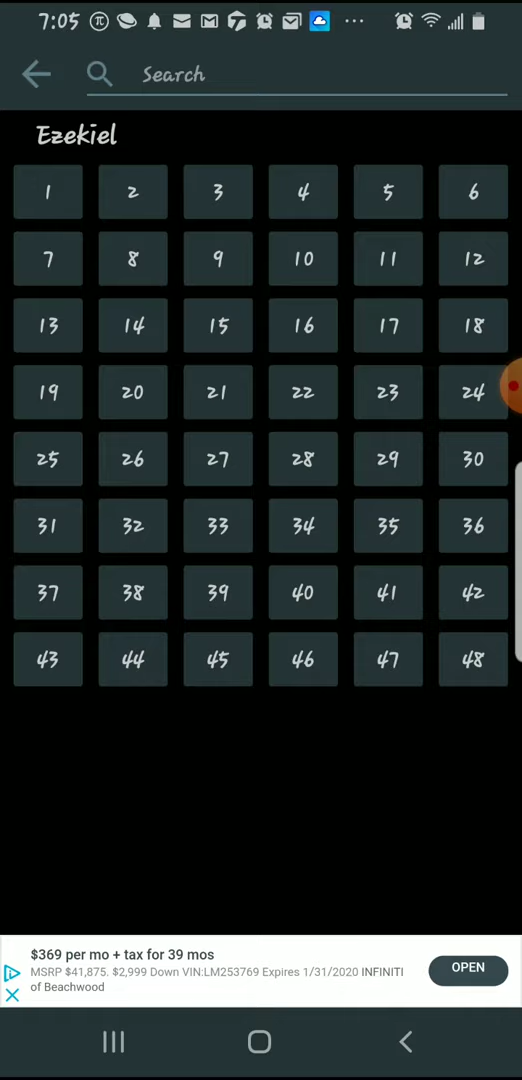 7:05
Search
Ezekiel
1 2 3 4 5 6
7 8 9 10 11 12
13 14 15 16 17 18
19 20 21 22 23 24
25 26 27 28 29 30
31 32 33 34 35 36
37 38 39 40 41 42
43 44 45 46 47 48
$369 per mo + tax for 39 mos
MSRP $41,875. $2,999 Down VIN:LM253769 Expires 1/31/2020 INFINITI
of Beachwood
OPEN